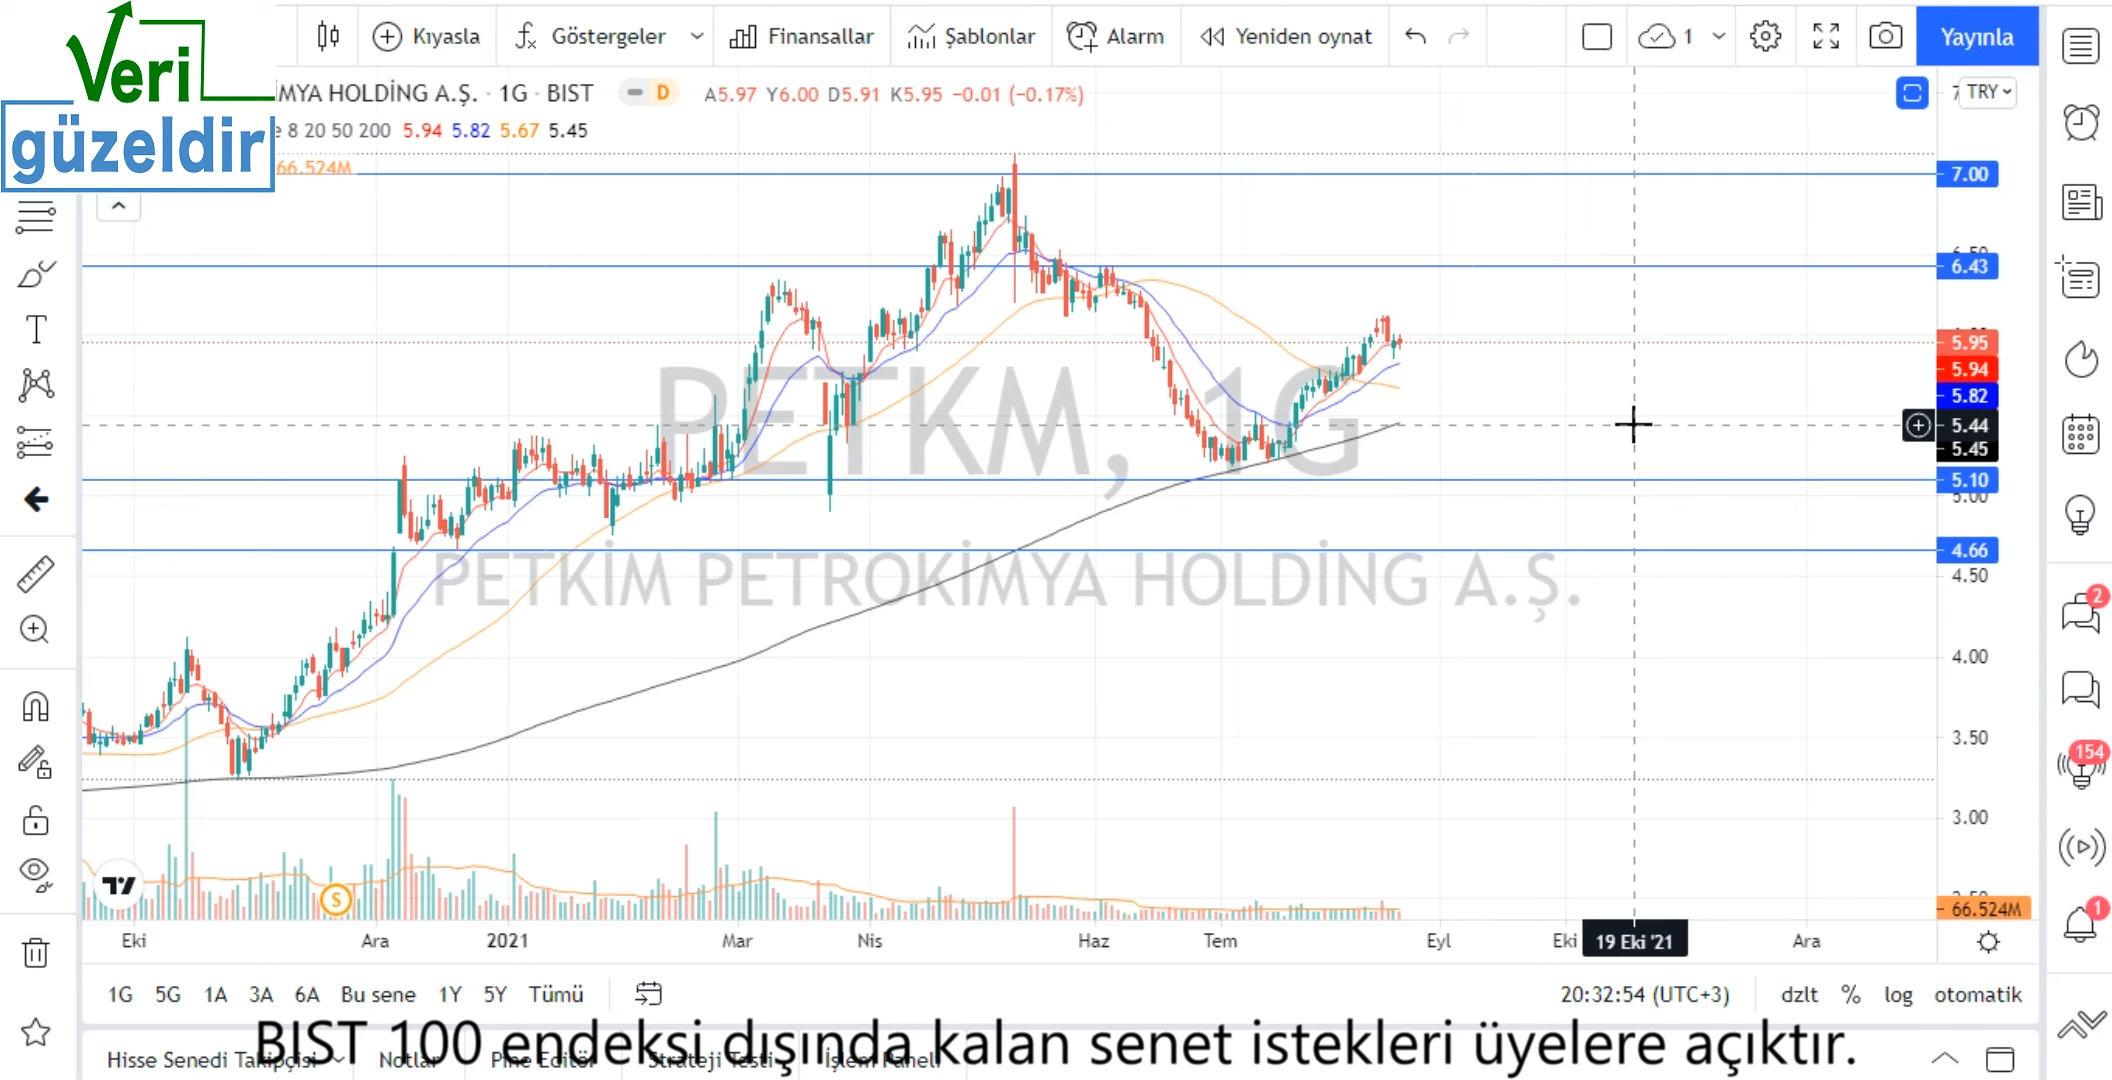 Veri
güzeldir
Kıyasla
Göstergeler
Finansallar
Şablonlar
Alarm
Yeniden oynat
1
Yayınla
MYA HOLDİNG A.Ş. · 1G · BIST
D
A5.97 Y6.00 D5.91 K5.95 −0.01 (−0.17%)
TRY
e 8 20 50 200 5.94 5.82 5.67 5.45
66.524M
7.00
6.43
5.95
5.94
5.82
5.44
5.45
5.10
5.00
4.66
4.50
4.00
3.50
3.00
66.524M
PETKM, 1G
PETKİM PETROKİMYA HOLDİNG A.Ş.
2
154
1
S
Eki
Ara
2021
Mar
Nis
Haz
Tem
Eyl
Eki
19 Eki '21
Ara
1G 5G 1A 3A 6A Bu sene 1Y 5Y Tümü
20:32:54 (UTC+3)
dzlt % log otomatik
BIST 100 endeksi dışında kalan senet istekleri üyelere açıktır.
Hisse Senedi Takipçisi
Notlar
Pine Editör
Strateji Testi
İşlem Paneli